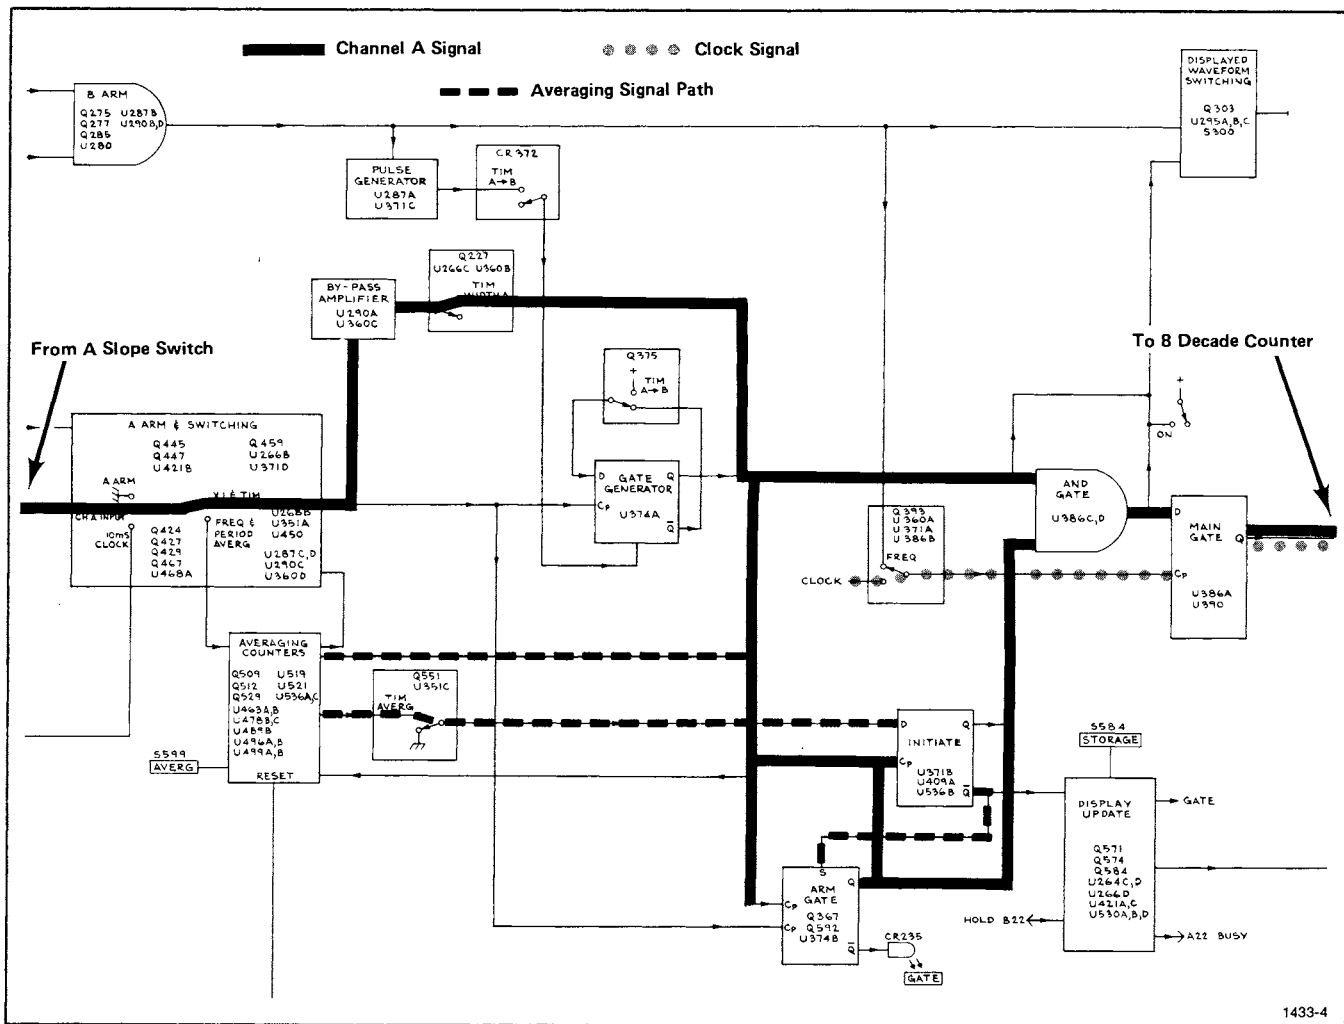 Channel A Signal
Clock Signal
Averaging Signal Path
B ARM
Q275 U287B
Q277 U290B,D
Q285
U280
DISPLAYED
WAVEFORM
SWITCHING
Q303
U295A,B,C
S300
PULSE
GENERATOR
U287A
U371C
CR372
TIM
A→B
Q227
U266C U360B
TIM
WIDTH A
BY-PASS
AMPLIFIER
U290A
U360C
From A Slope Switch
To 8 Decade Counter
Q375
+
TIM
A→B
+
ON
A ARM & SWITCHING
Q445 Q459
Q447 U266B
U421B U371D
A ARM
X1 & TIM
CH A INPUT
10mS
CLOCK
FREQ &
PERIOD
AVERG
Q424
Q427
Q429
Q467
U468A
U268B
U351A
U450
U287C,D
U290C
U360D
D GATE Q
GENERATOR
Cp
U374A
Q̅
AND
GATE
U386C,D
Q393
U360A
U371A
U386B
FREQ
CLOCK
D
MAIN
GATE
Q
Cp
U386A
U390
AVERAGING
COUNTERS
Q509 U519
Q512 U521
Q529 U536A,C
U463A,B
U478B,C
U489B
U496A,B
U499A,B
RESET
S599
AVERG
Q551
U351C
TIM
AVERG
D Q
INITIATE
Cp
U371B
U409A
U536B
Q̅
S584
STORAGE
DISPLAY
UPDATE
Q571
Q574
Q584
U264C,D
U266D
U421A,C
U530A,B,D
GATE
HOLD B22
A22 BUSY
S
ARM
GATE
Q
Cp
Q367
Q592
Cp
U374B
CR235
GATE
1433-4